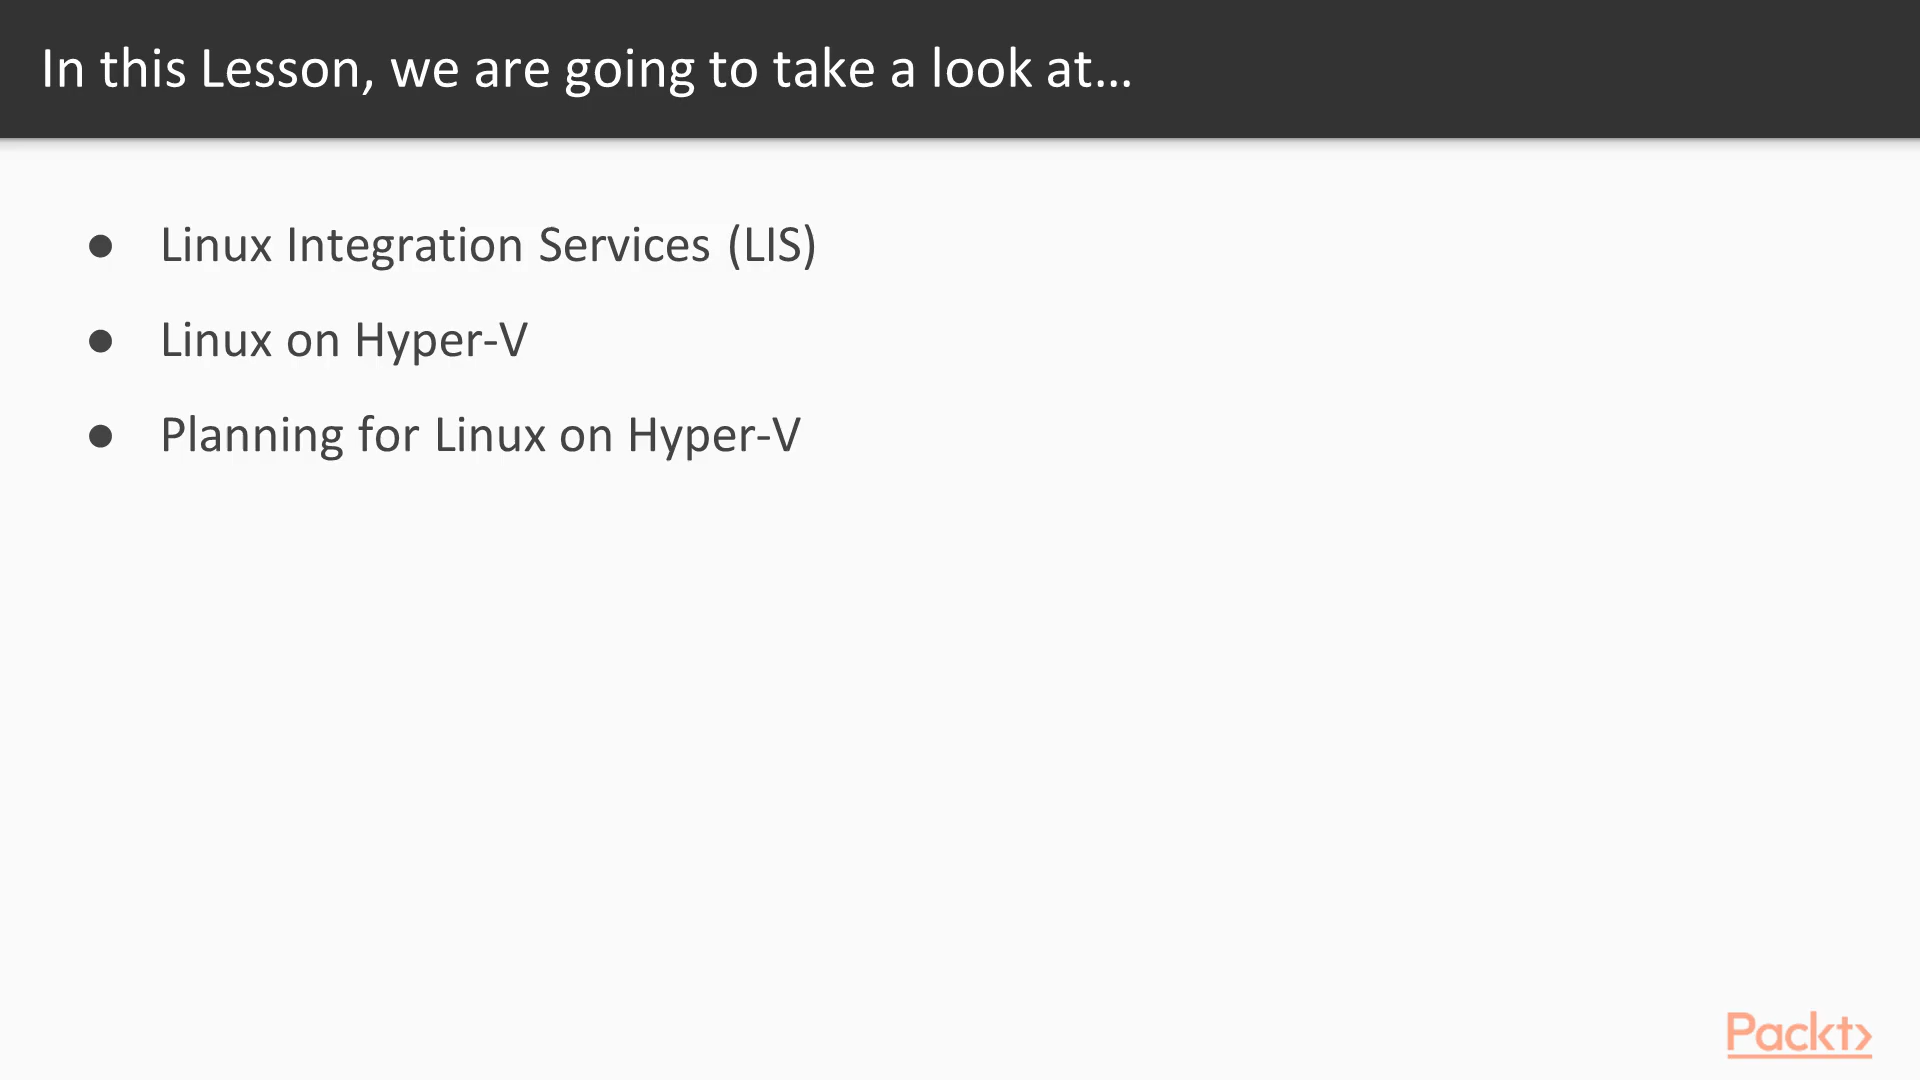 In this Lesson, we are going to take a look at...
● Linux Integration Services (LIS)
● Linux on Hyper-V
● Planning for Linux on Hyper-V
Packt>